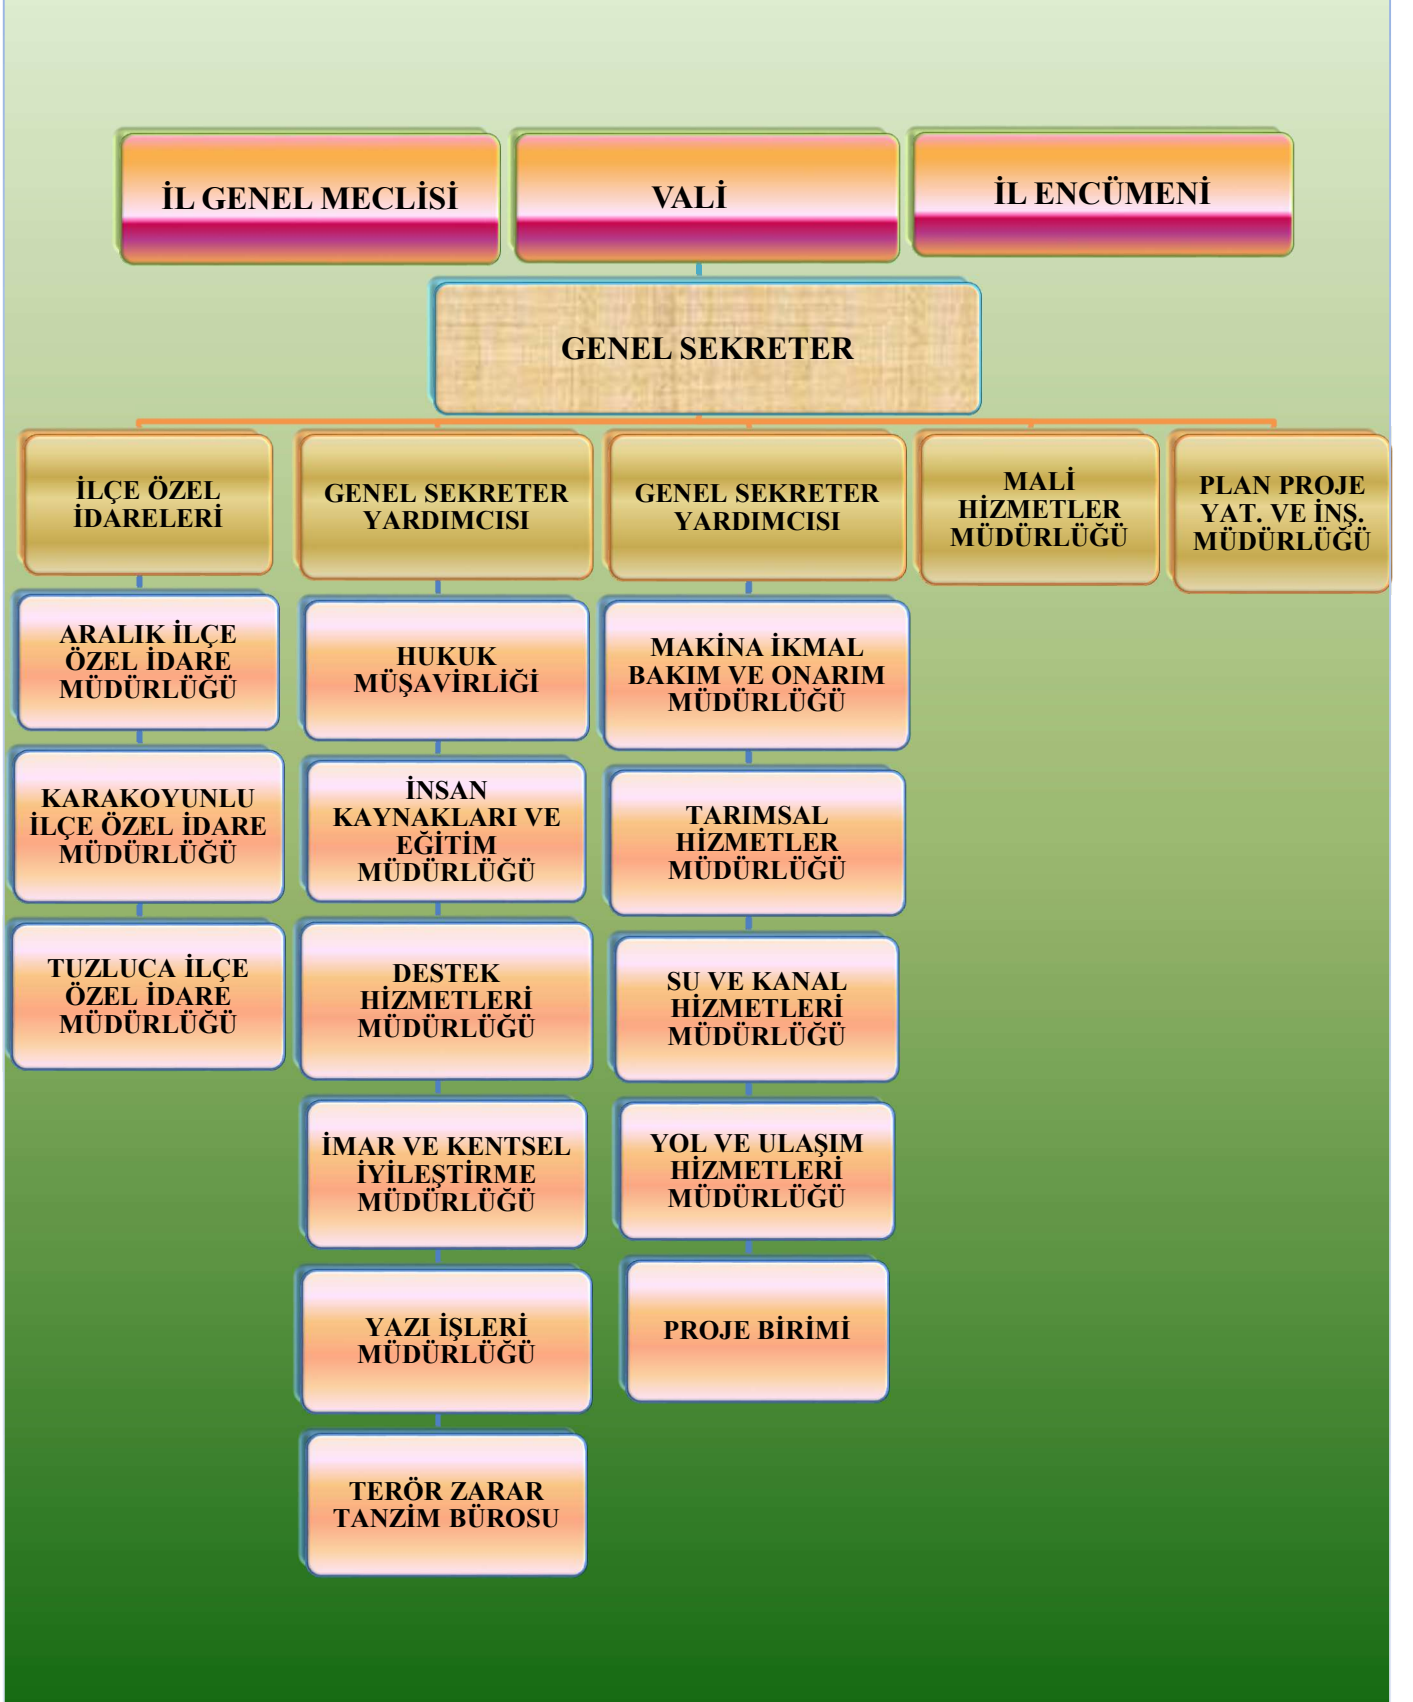 İL GENEL MECLİSİ
VALİ
İL ENCÜMENİ
GENEL SEKRETER
İLÇE ÖZEL
İDARELERİ
GENEL SEKRETER
YARDIMCISI
GENEL SEKRETER
YARDIMCISI
MALİ
HİZMETLER
MÜDÜRLÜĞÜ
PLAN PROJE
YAT. VE İNŞ.
MÜDÜRLÜĞÜ
ARALIK İLÇE
ÖZEL İDARE
MÜDÜRLÜĞÜ
KARAKOYUNLU
İLÇE ÖZEL İDARE
MÜDÜRLÜĞÜ
TUZLUCA İLÇE
ÖZEL İDARE
MÜDÜRLÜĞÜ
HUKUK
MÜŞAVİRLİĞİ
İNSAN
KAYNAKLARI VE
EĞİTİM
MÜDÜRLÜĞÜ
DESTEK
HİZMETLERİ
MÜDÜRLÜĞÜ
İMAR VE KENTSEL
İYİLEŞTİRME
MÜDÜRLÜĞÜ
YAZI İŞLERİ
MÜDÜRLÜĞÜ
TERÖR ZARAR
TANZİM BÜROSU
MAKİNA İKMAL
BAKIM VE ONARIM
MÜDÜRLÜĞÜ
TARIMSAL
HİZMETLER
MÜDÜRLÜĞÜ
SU VE KANAL
HİZMETLERİ
MÜDÜRLÜĞÜ
YOL VE ULAŞIM
HİZMETLERİ
MÜDÜRLÜĞÜ
PROJE BİRİMİ